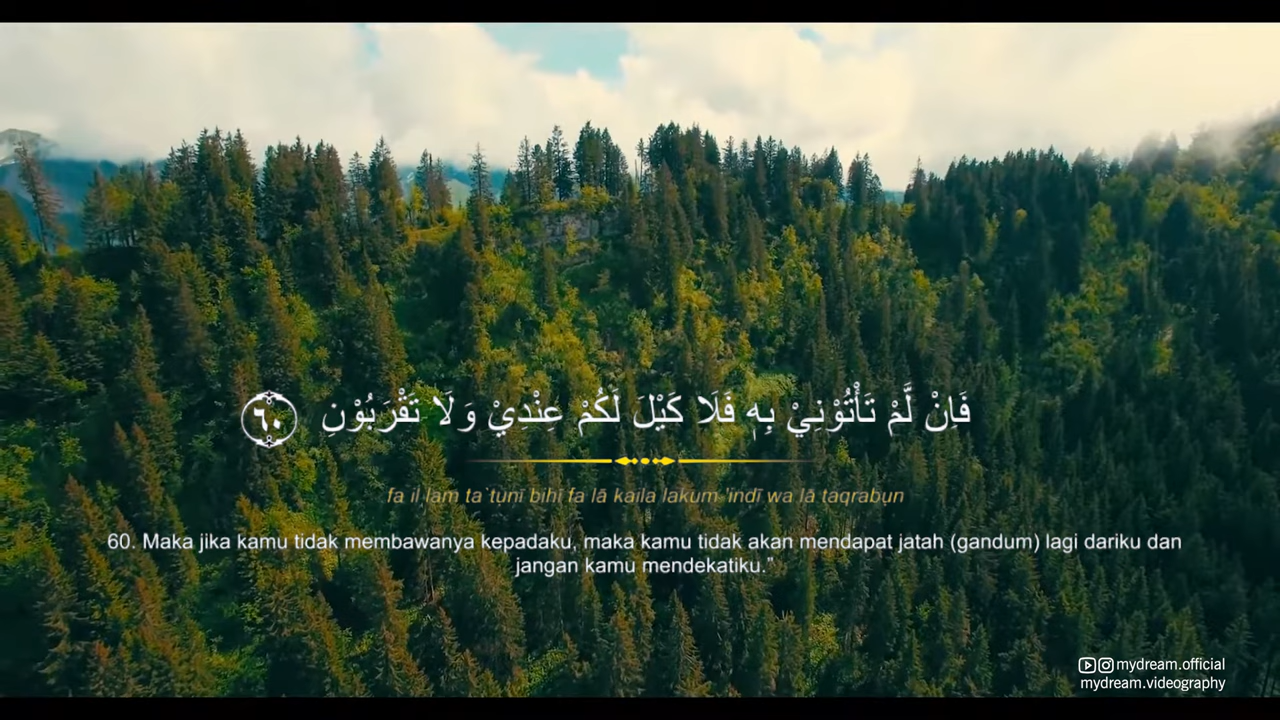 فَاِنْ لَّمْ تَأْتُوْنِيْ بِهٖ فَلَا كَيْلَ لَكُمْ عِنْدِيْ وَلَا تَقْرَبُوْنِ ٦٠
fa il lam ta`tụnī bihī fa lā kaila lakum 'indī wa lā taqrabụn
60. Maka jika kamu tidak membawanya kepadaku, maka kamu tidak akan mendapat jatah (gandum) lagi dariku dan
jangan kamu mendekatiku.”
mydream.official
mydream.videography